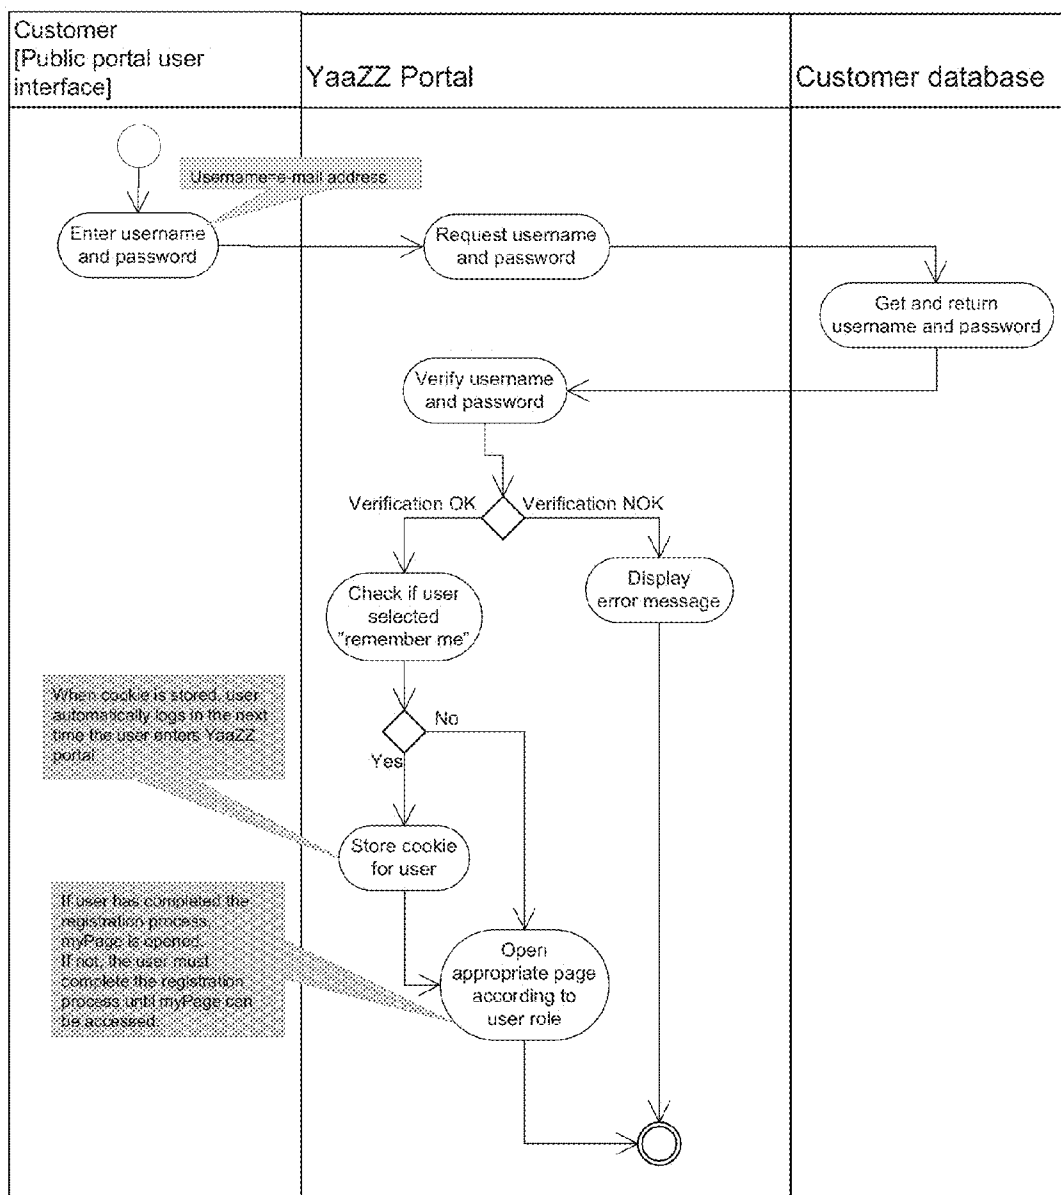 Customer
[Public portal user
interface]
YaaZZ Portal
Customer database
Username=e-mail address
Enter username
and password
Request username
and password
Get and return
username and password
Verify username
and password
Verification OK
Verification NOK
Check if user
selected
"remember me"
Display
error message
When cookie is stored, user
automatically logs in the next
time the user enters YaaZZ
portal
No
Yes
Store cookie
for user
If user has completed the
registration process,
myPage is opened.
If not, the user must
complete the registration
process until myPage can
be accessed
Open
appropriate page
according to
user role